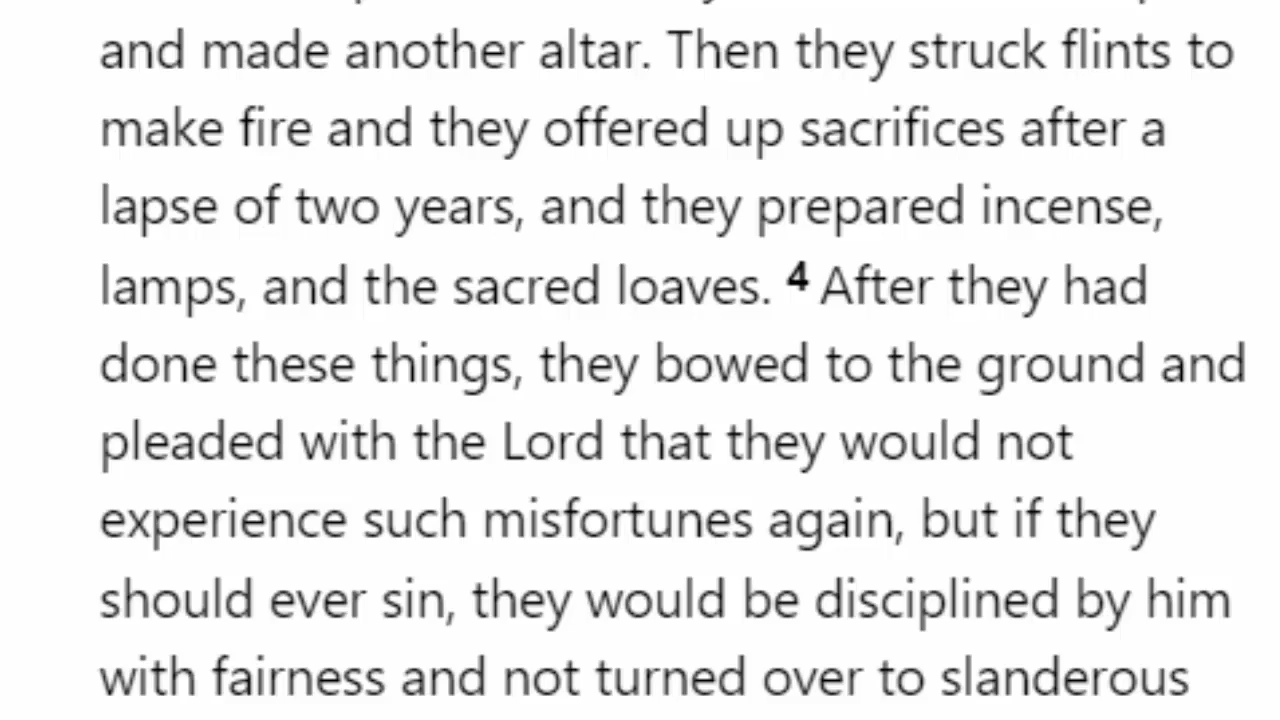 and made another altar. Then they struck flints to
make fire and they offered up sacrifices after a
lapse of two years, and they prepared incense,
lamps, and the sacred loaves. 4 After they had
done these things, they bowed to the ground and
pleaded with the Lord that they would not
experience such misfortunes again, but if they
should ever sin, they would be disciplined by him
with fairness and not turned over to slanderous